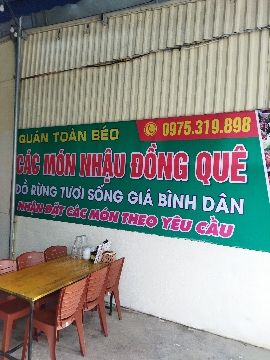 QUÁN TOÀN BÉO
0975.319.898
CÁC MÓN NHẬU ĐỒNG QUÊ
ĐỒ RỪNG TƯƠI SỐNG GIÁ BÌNH DÂN
NHẬN ĐẶT CÁC MÓN THEO YÊU CẦU